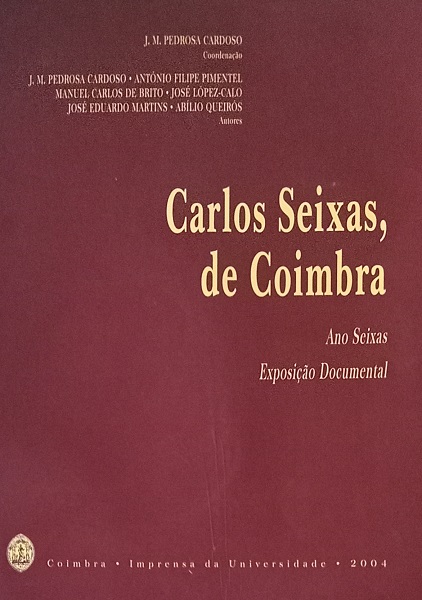 J. M. PEDROSA CARDOSO
Coordenação
J. M. PEDROSA CARDOSO • ANTÓNIO FILIPE PIMENTEL
MANUEL CARLOS DE BRITO • JOSÉ LÓPEZ-CALO
JOSÉ EDUARDO MARTINS • ABÍLIO QUEIRÓS
Autores
Carlos Seixas,
de Coimbra
Ano Seixas
Exposição Documental
Coimbra • Imprensa da Universidade • 2004